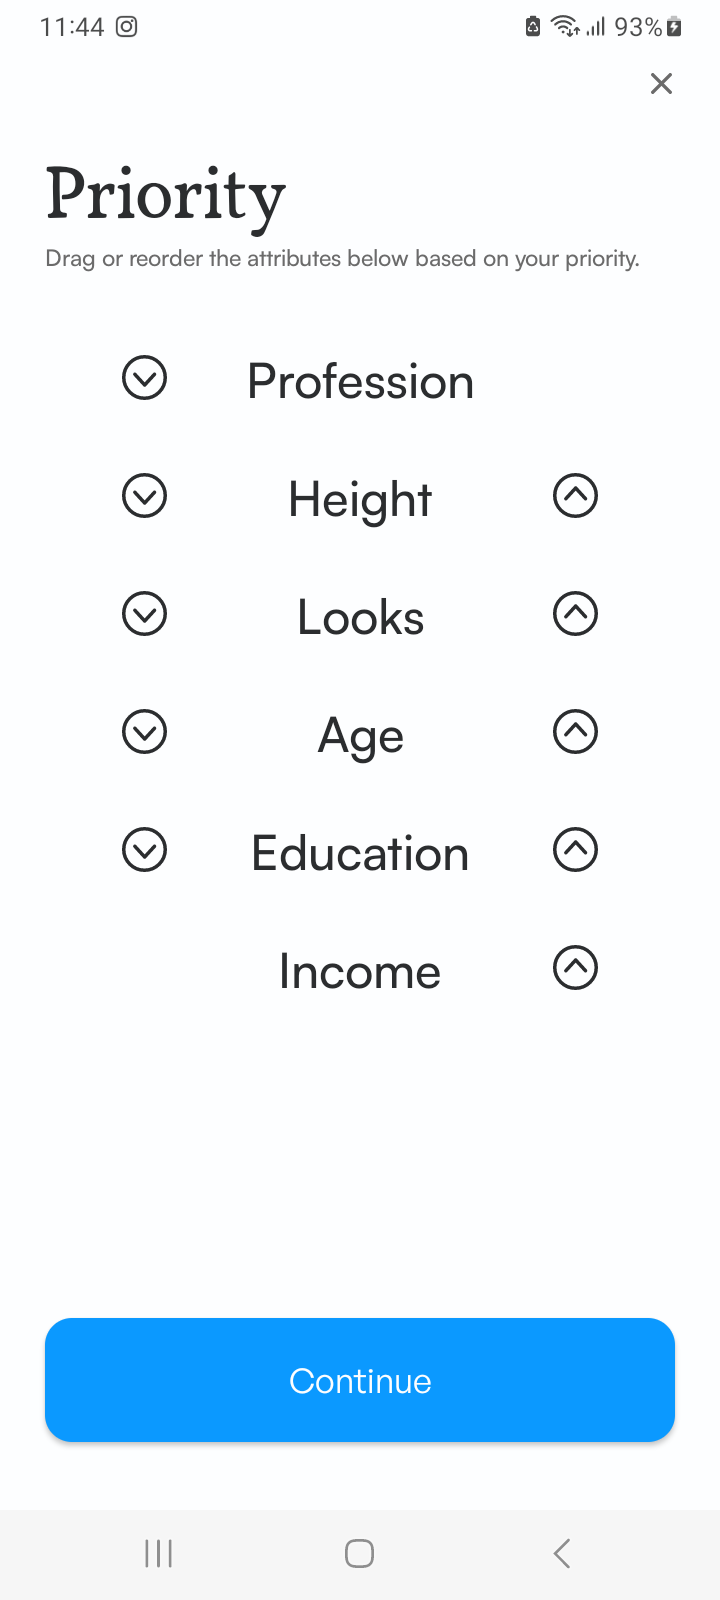 11:44 93%
Priority
Drag or reorder the attributes below based on your priority.
Profession
Height
Looks
Age
Education
Income
Continue